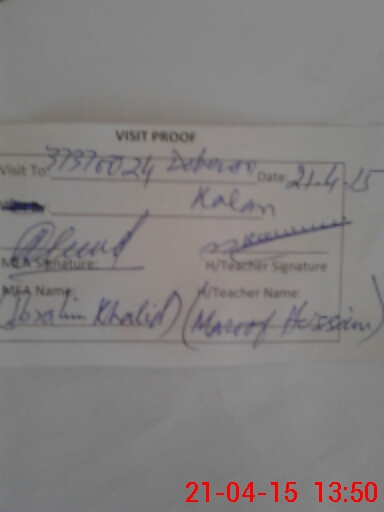 VISIT PROOF
Visit To 37370024 Date: 21-4-15
Kalan
MEA Signature: H/Teacher Signature
MEA Name: H/Teacher Name:
Ibrahim Khalid) (Maroof Hussain)
21-04-15 13:50